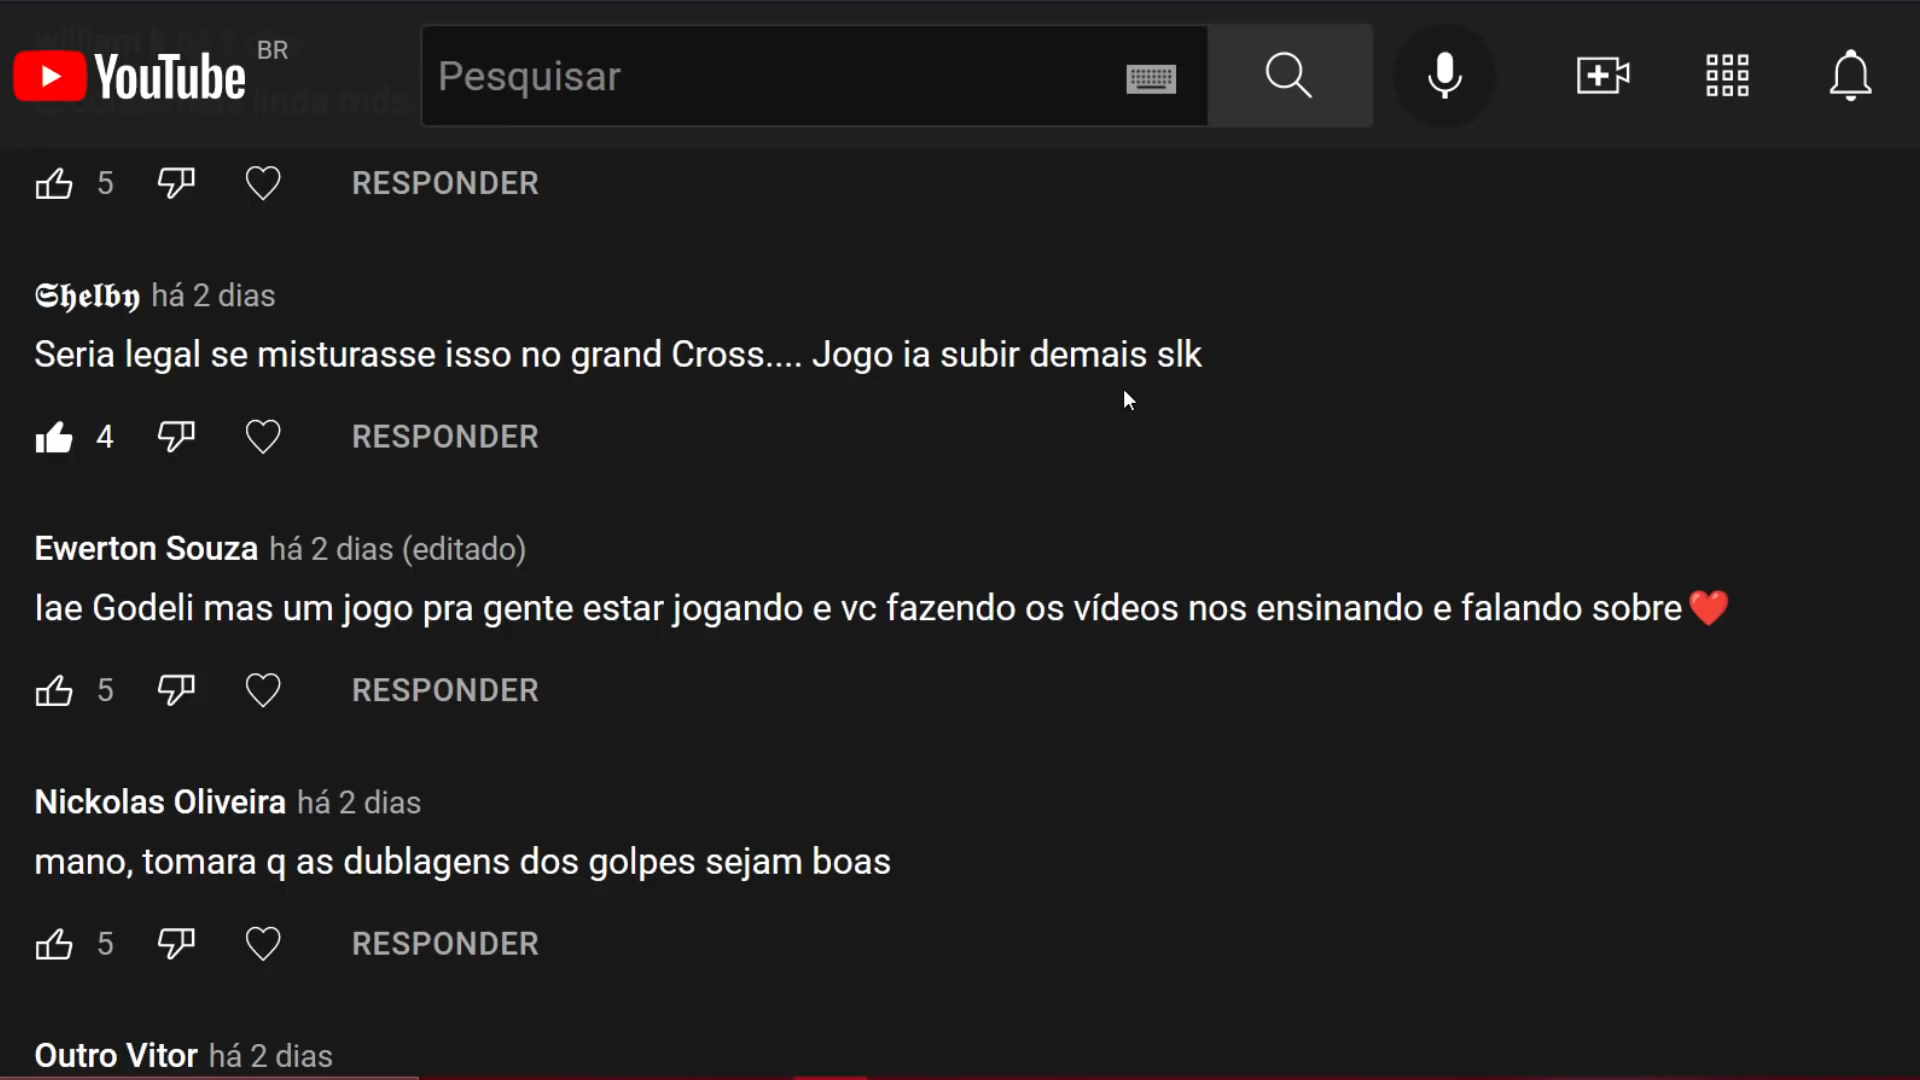 YouTube BR
Pesquisar
5 RESPONDER
Shelby há 2 dias
Seria legal se misturasse isso no grand Cross.... Jogo ia subir demais slk
4 RESPONDER
Ewerton Souza há 2 dias (editado)
Iae Godeli mas um jogo pra gente estar jogando e vc fazendo os vídeos nos ensinando e falando sobre❤️
5 RESPONDER
Nickolas Oliveira há 2 dias
mano, tomara q as dublagens dos golpes sejam boas
5 RESPONDER
Outro Vitor há 2 dias